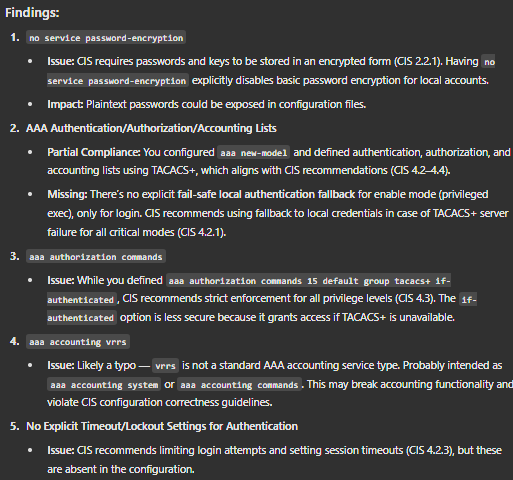 Findings:
1. no service password-encryption
• Issue: CIS requires passwords and keys to be stored in an encrypted form (CIS 2.2.1). Having no
service password-encryption explicitly disables basic password encryption for local accounts.
• Impact: Plaintext passwords could be exposed in configuration files.
2. AAA Authentication/Authorization/Accounting Lists
• Partial Compliance: You configured aaa new-model and defined authentication, authorization, and
accounting lists using TACACS+, which aligns with CIS recommendations (CIS 4.2–4.4).
• Missing: There's no explicit fail-safe local authentication fallback for enable mode (privileged
exec), only for login. CIS recommends using fallback to local credentials in case of TACACS+ server
failure for all critical modes (CIS 4.2.1).
3. aaa authorization commands
• Issue: While you defined aaa authorization commands 15 default group tacacs+ if-
authenticated, CIS recommends strict enforcement for all privilege levels (CIS 4.3). The if-
authenticated option is less secure because it grants access if TACACS+ is unavailable.
4. aaa accounting vrrs
• Issue: Likely a typo — vrrs is not a standard AAA accounting service type. Probably intended as
aaa accounting system or aaa accounting commands. This may break accounting functionality and
violate CIS configuration correctness guidelines.
5. No Explicit Timeout/Lockout Settings for Authentication
• Issue: CIS recommends limiting login attempts and setting session timeouts (CIS 4.2.3), but these
are absent in the configuration.